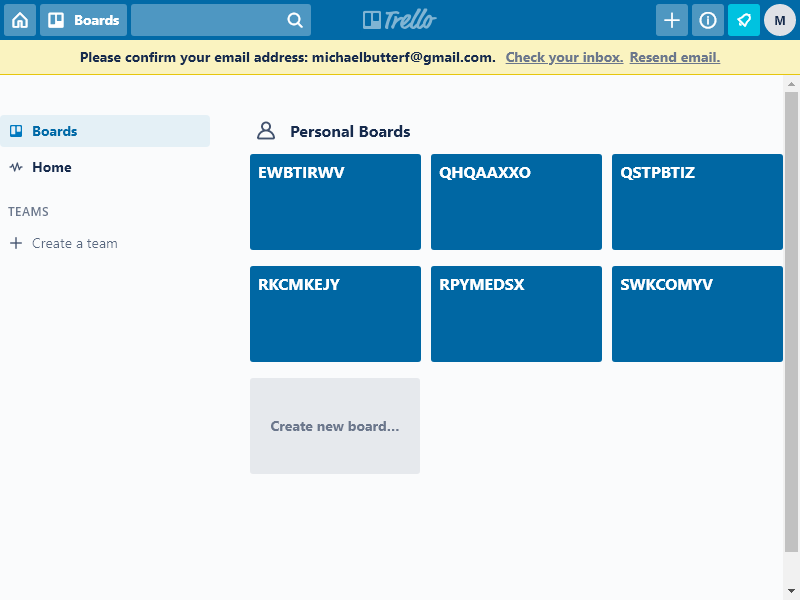 Boards
Trello
M
Please confirm your email address: michaelbutterf@gmail.com. Check your inbox. Resend email.
Boards
Home
TEAMS
Create a team
Personal Boards
EWBTIRWV
QHQAAXXO
QSTPBTIZ
RKCMKEJY
RPYMEDSX
SWKCOMYV
Create new board...